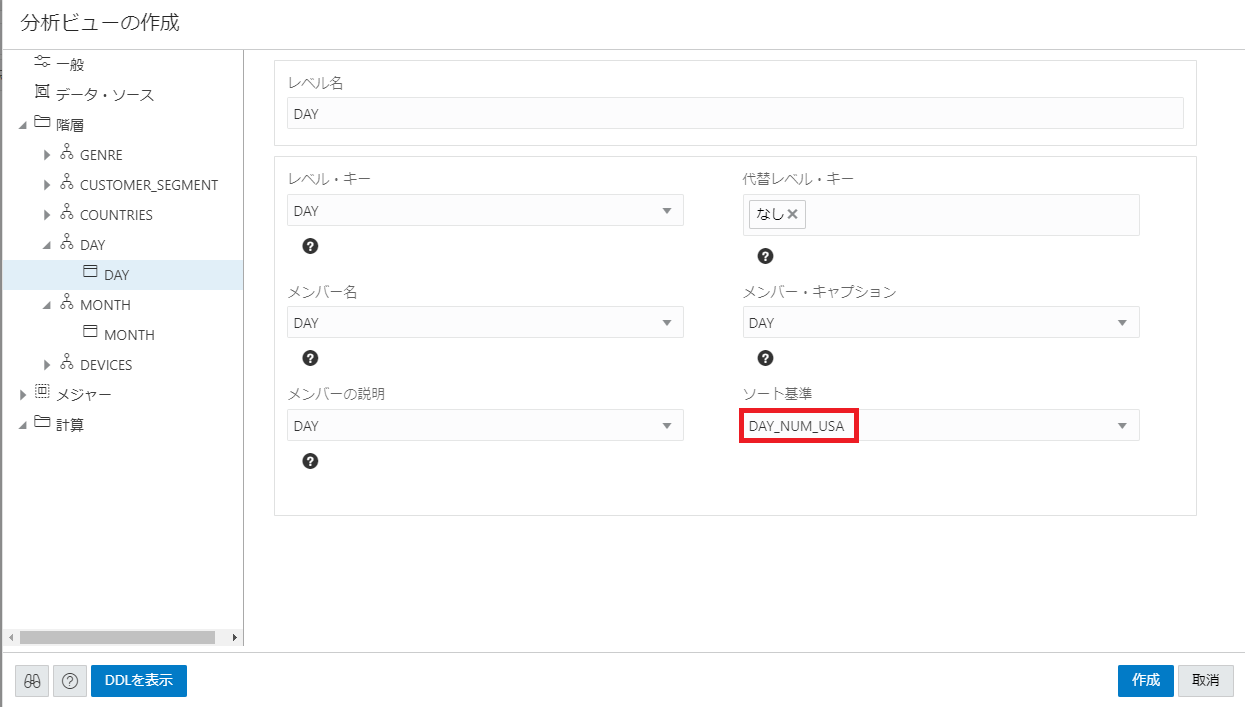 分析ビューの作成
一般
データ・ソース
階層
GENRE
CUSTOMER_SEGMENT
COUNTRIES
DAY
DAY
MONTH
MONTH
DEVICES
メジャー
計算
レベル名
DAY
レベル・キー
DAY
代替レベル・キー
なし
メンバー名
DAY
メンバー・キャプション
DAY
メンバーの説明
DAY
ソート基準
DAY_NUM_USA
DDLを表示
作成
取消